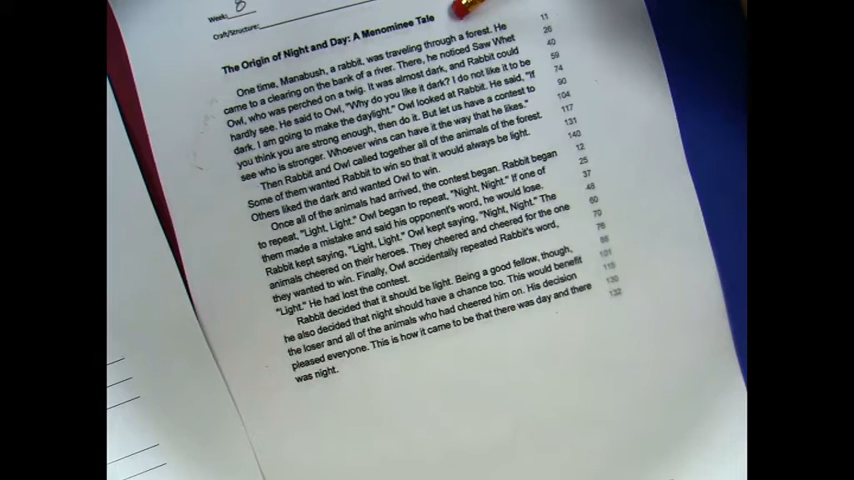 Week: 8
Craft/Structure:
The Origin of Night and Day: A Menominee Tale
One time, Manabush, a rabbit, was traveling through a forest. He 11
came to a clearing on the bank of a river. There, he noticed Saw Whet 26
Owl, who was perched on a twig. It was almost dark, and Rabbit could 40
hardly see. He said to Owl, "Why do you like it dark? I do not like it to be 59
dark. I am going to make the daylight." Owl looked at Rabbit. He said, "If 74
you think you are strong enough, then do it. But let us have a contest to 90
see who is stronger. Whoever wins can have it the way that he likes." 104
Then Rabbit and Owl called together all of the animals of the forest. 117
Some of them wanted Rabbit to win so that it would always be light. 131
Others liked the dark and wanted Owl to win. 140
Once all of the animals had arrived, the contest began. Rabbit began 12
to repeat, "Light, Light." Owl began to repeat, "Night, Night." If one of 25
them made a mistake and said his opponent's word, he would lose. 37
Rabbit kept saying, "Light, Light." Owl kept saying, "Night, Night." The 48
animals cheered on their heroes. They cheered and cheered for the one 60
they wanted to win. Finally, Owl accidentally repeated Rabbit's word, 70
"Light." He had lost the contest. 76
Rabbit decided that it should be light. Being a good fellow, though, 88
he also decided that night should have a chance too. This would benefit 101
the loser and all of the animals who had cheered him on. His decision 115
pleased everyone. This is how it came to be that there was day and there 130
was night. 132